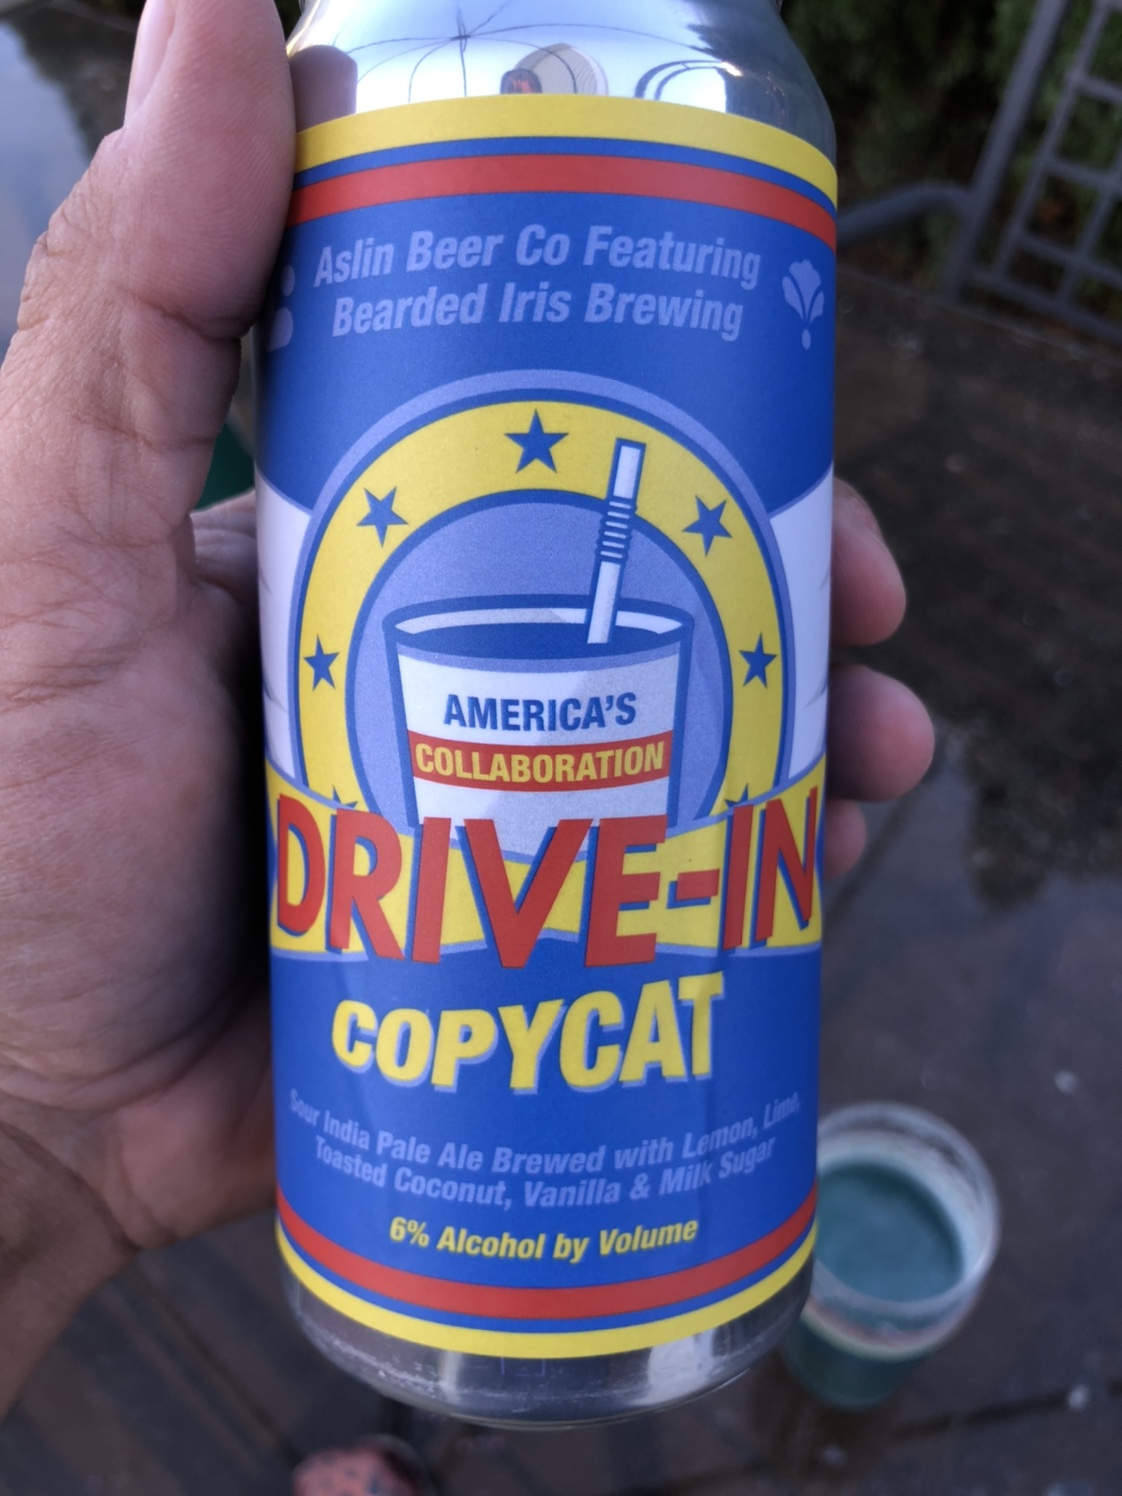 Aslin Beer Co Featuring
Bearded Iris Brewing
AMERICA'S
COLLABORATION
DRIVE-IN
COPYCAT
Sour India Pale Ale Brewed with Lemon, Lime,
Toasted Coconut, Vanilla & Milk Sugar
6% Alcohol by Volume